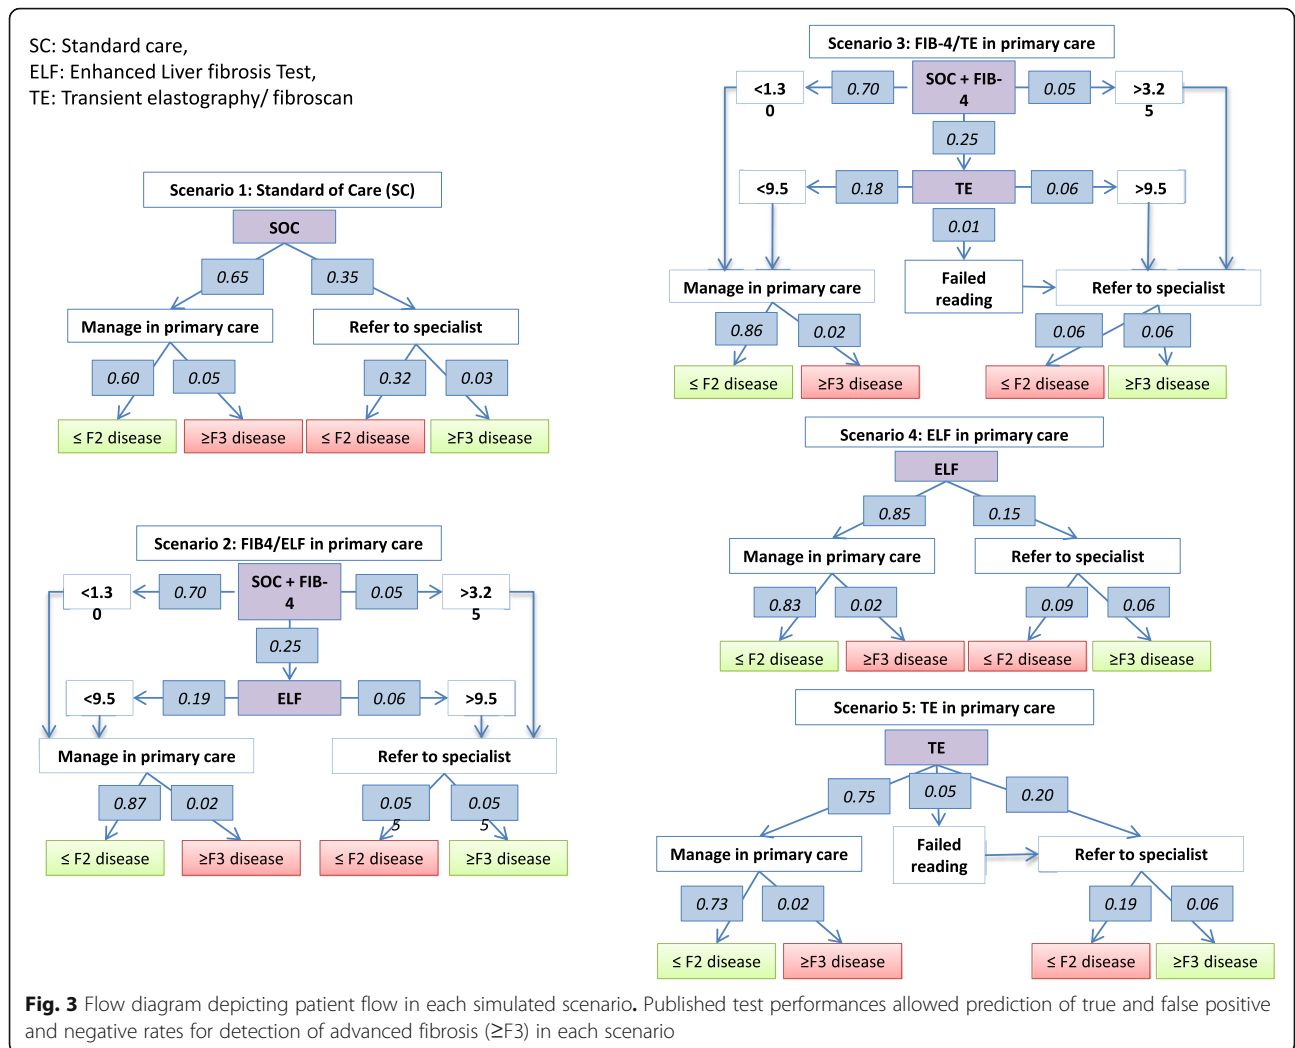 SC: Standard care,
ELF: Enhanced Liver fibrosis Test,
TE: Transient elastography/ fibroscan
Scenario 1: Standard of Care (SC)
SOC
0.65
0.35
Manage in primary care
Refer to specialist
0.60
0.05
0.32
0.03
≤ F2 disease
≥F3 disease
≤ F2 disease
≥F3 disease
Scenario 2: FIB4/ELF in primary care
<1.3
0
0.70
SOC + FIB-
4
0.05
>3.2
5
0.25
<9.5
0.19
ELF
0.06
>9.5
Manage in primary care
Refer to specialist
0.87
0.02
0.05
5
0.05
5
≤ F2 disease
≥F3 disease
≤ F2 disease
≥F3 disease
Scenario 3: FIB-4/TE in primary care
<1.3
0
0.70
SOC + FIB-
4
0.05
>3.2
5
0.25
<9.5
0.18
TE
0.06
>9.5
0.01
Manage in primary care
Failed
reading
Refer to specialist
0.86
0.02
0.06
0.06
≤ F2 disease
≥F3 disease
≤ F2 disease
≥F3 disease
Scenario 4: ELF in primary care
ELF
0.85
0.15
Manage in primary care
Refer to specialist
0.83
0.02
0.09
0.06
≤ F2 disease
≥F3 disease
≤ F2 disease
≥F3 disease
Scenario 5: TE in primary care
TE
0.75
0.05
0.20
Manage in primary care
Failed
reading
Refer to specialist
0.73
0.02
0.19
0.06
≤ F2 disease
≥F3 disease
≤ F2 disease
≥F3 disease
Fig. 3 Flow diagram depicting patient flow in each simulated scenario. Published test performances allowed prediction of true and false positive
and negative rates for detection of advanced fibrosis (≥F3) in each scenario